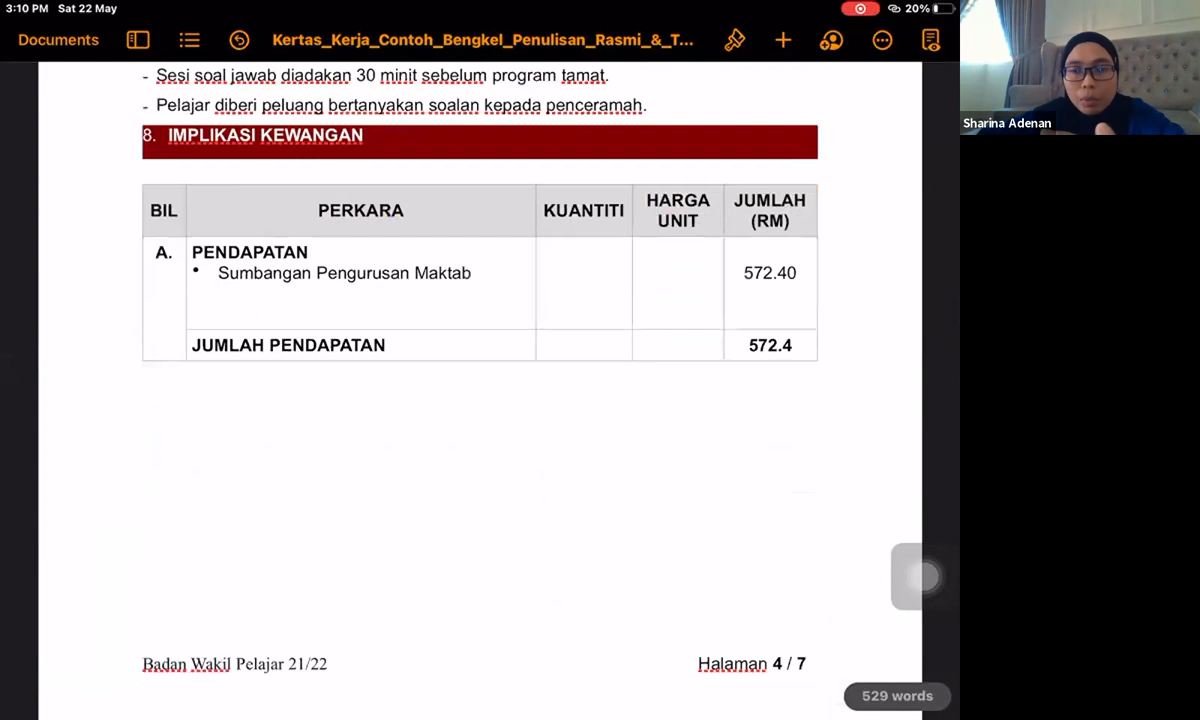 3:10 PM Sat 22 May
20%
Documents
Kertas_Kerja_Contoh_Bengkel_Penulisan_Rasmi_&_T...
- Sesi soal jawab diadakan 30 minit sebelum program tamat.
- Pelajar diberi peluang bertanyakan soalan kepada penceramah.
8. IMPLIKASI KEWANGAN
BIL PERKARA KUANTITI HARGA UNIT JUMLAH (RM)
A. PENDAPATAN
• Sumbangan Pengurusan Maktab 572.40
JUMLAH PENDAPATAN 572.4
Badan Wakil Pelajar 21/22 Halaman 4 / 7
529 words
Sharina Adenan